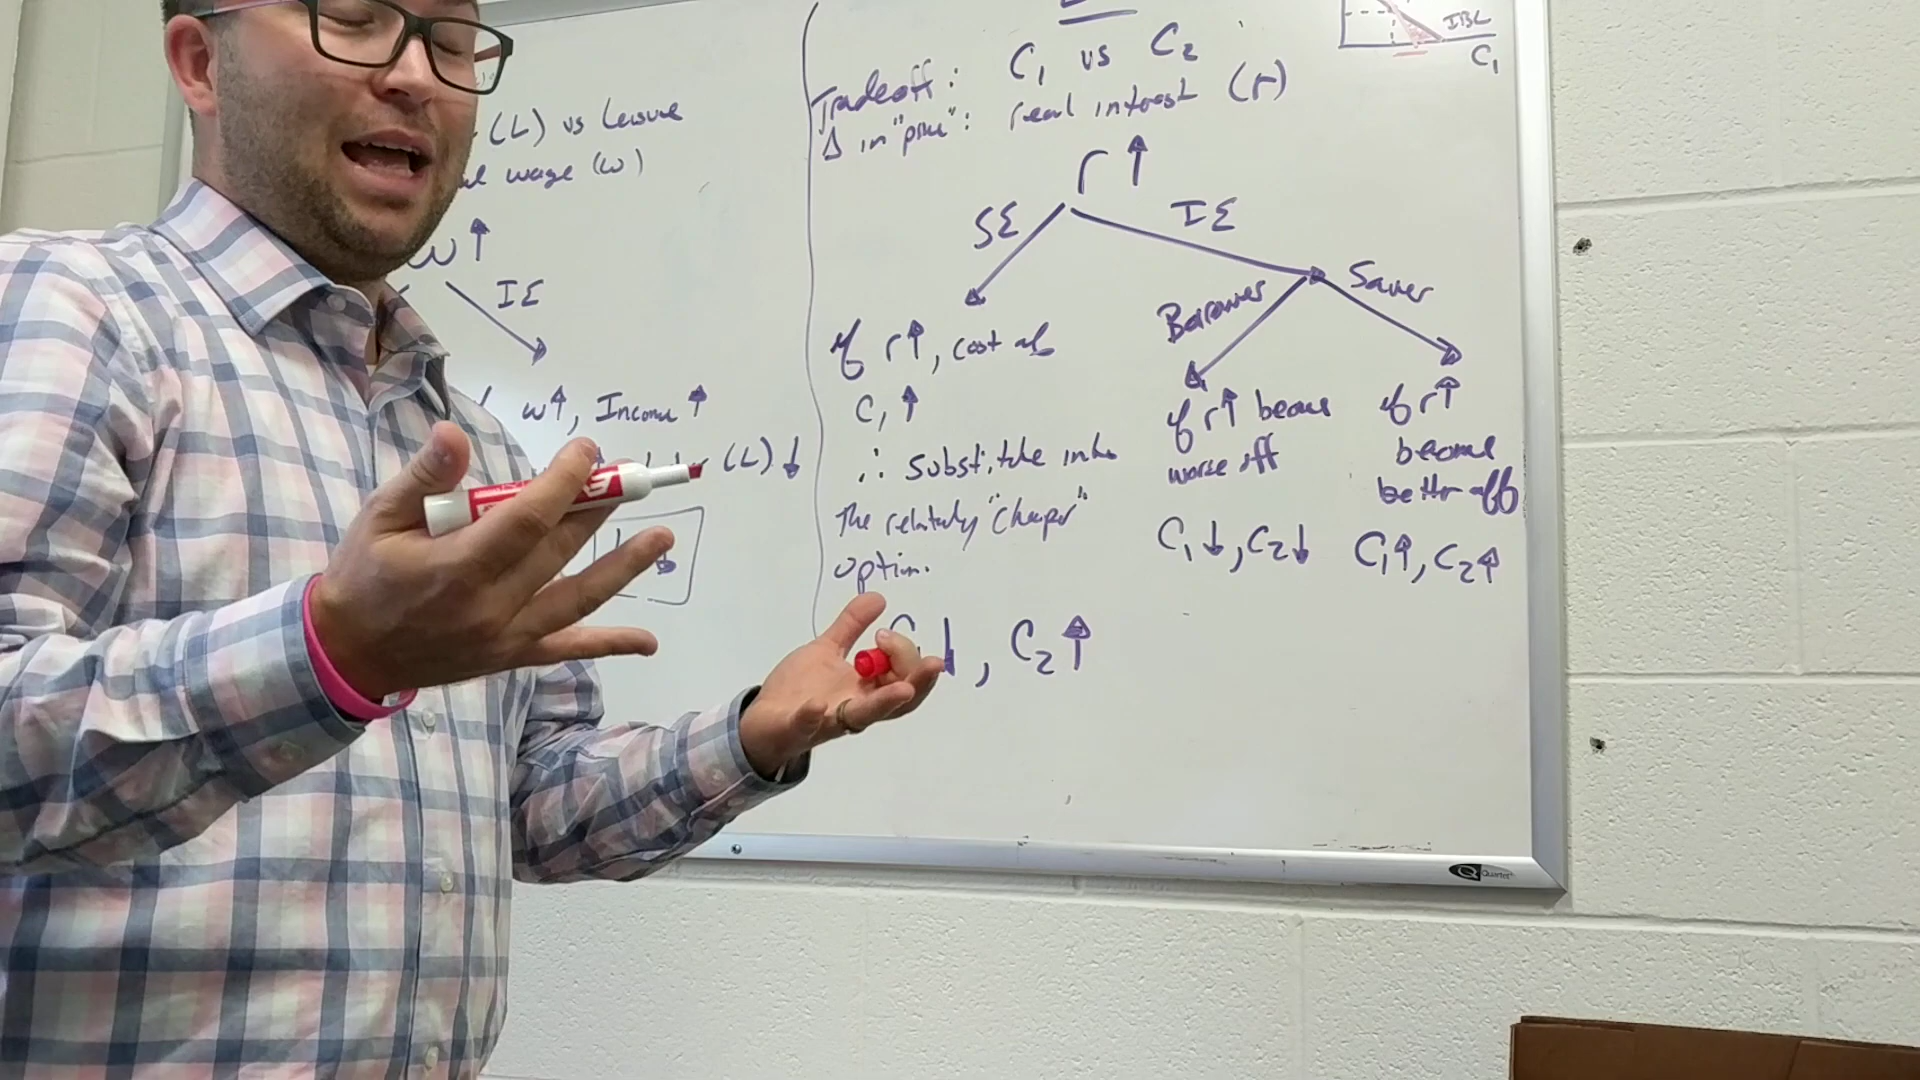 (L) vs Leisure
wage (w)
w↑
IE
w↑, Income ↑
(L)↓
IBC
C₁
Tradeoff: C₁ vs C₂
Δ in "price": real interest (r)
r ↑
SE
IE
Borrower
Saver
if r↑, cost of
C₁ ↑
∴ Substitute into
The relatively "cheaper"
option.
↓, C₂↑
if r↑ become
worse off
C₁↓, C₂↓
if r↑
become
better off
C₁↑, C₂↑
Quartet